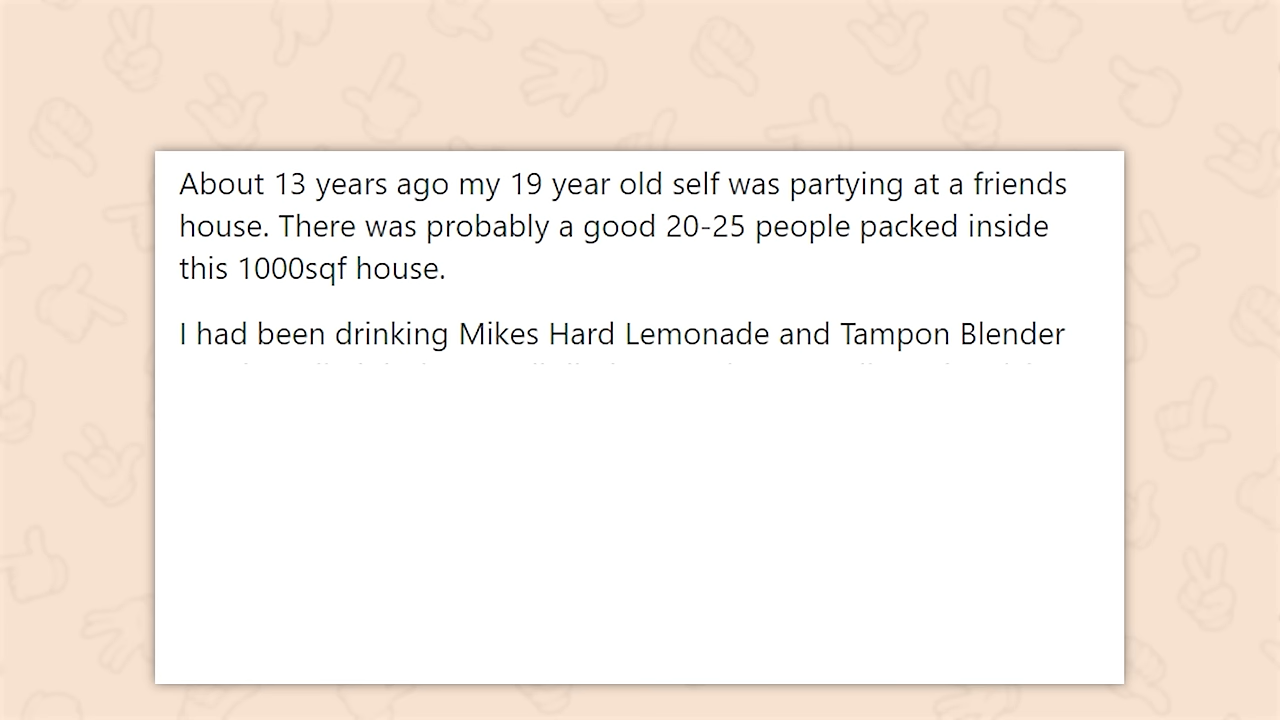 About 13 years ago my 19 year old self was partying at a friends
house. There was probably a good 20-25 people packed inside
this 1000sqf house.
I had been drinking Mikes Hard Lemonade and Tampon Blender